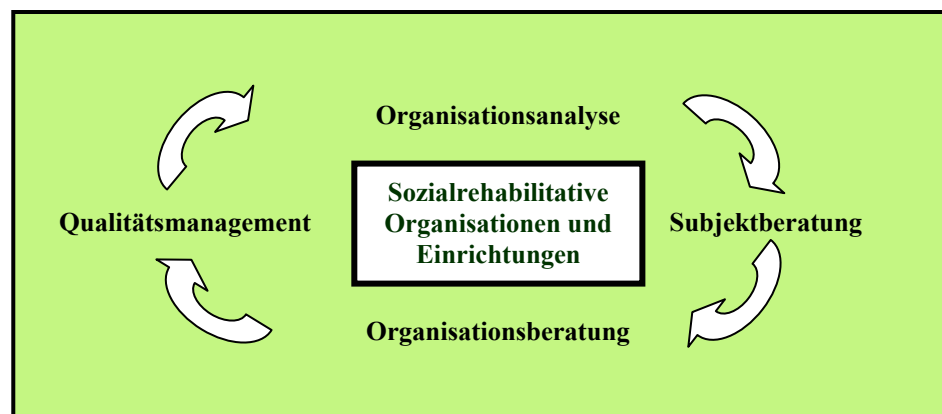 Organisationsanalyse
Sozialrehabilitative
Organisationen und
Einrichtungen
Qualitätsmanagement
Subjektberatung
Organisationsberatung